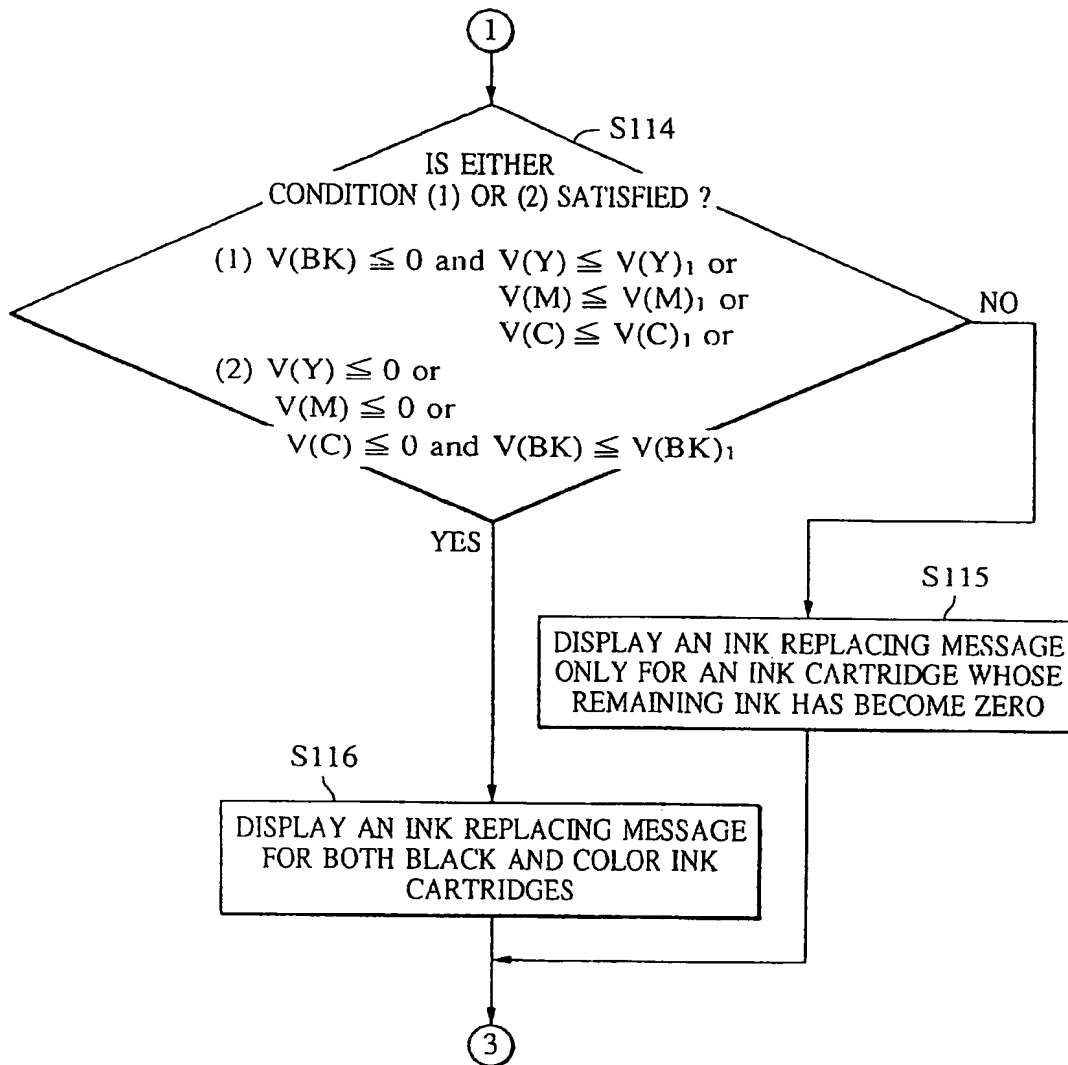 1
S114
IS EITHER
CONDITION (1) OR (2) SATISFIED ?
(1) V(BK) ≦ 0 and V(Y) ≦ V(Y)₁ or
V(M) ≦ V(M)₁ or
V(C) ≦ V(C)₁ or
NO
(2) V(Y) ≦ 0 or
V(M) ≦ 0 or
V(C) ≦ 0 and V(BK) ≦ V(BK)₁
YES
S115
DISPLAY AN INK REPLACING MESSAGE
ONLY FOR AN INK CARTRIDGE WHOSE
REMAINING INK HAS BECOME ZERO
S116
DISPLAY AN INK REPLACING MESSAGE
FOR BOTH BLACK AND COLOR INK
CARTRIDGES
3